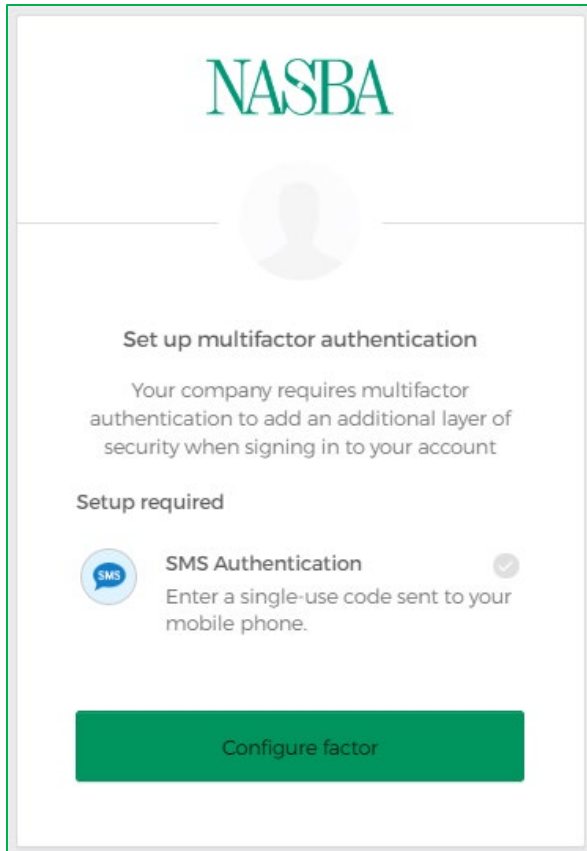 NASBA
Set up multifactor authentication
Your company requires multifactor
authentication to add an additional layer of
security when signing in to your account
Setup required
SMS
SMS Authentication
Enter a single-use code sent to your
mobile phone.
Configure factor